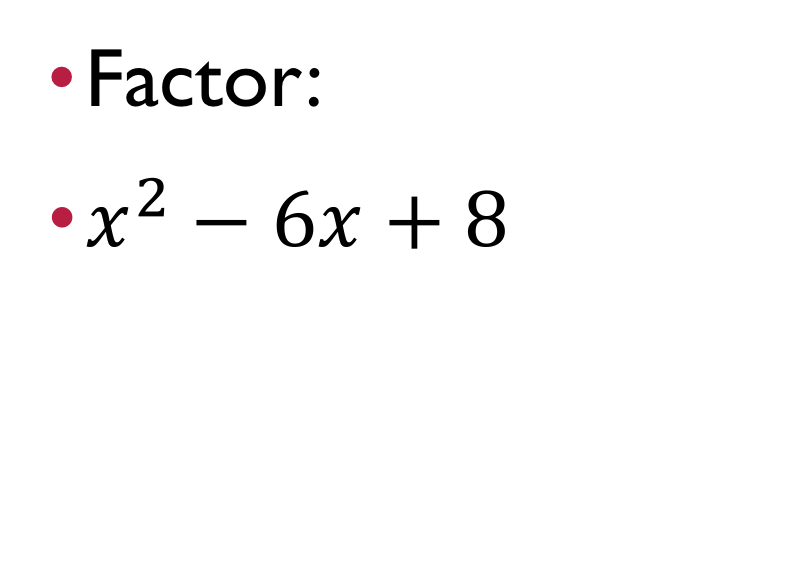 • Factor:
• x² − 6x + 8